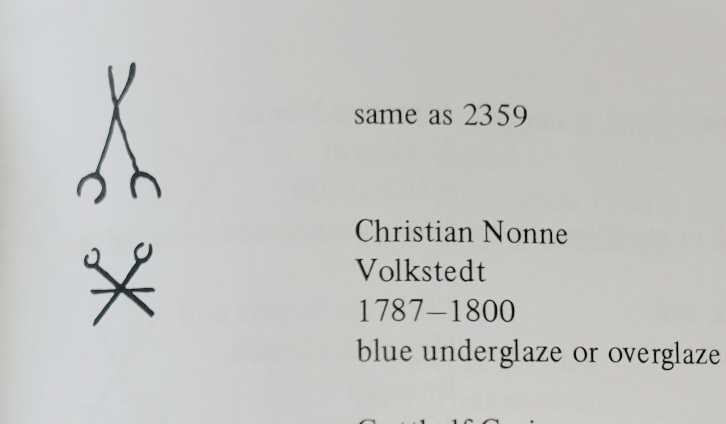 same as 2359
Christian Nonne
Volkstedt
1787–1800
blue underglaze or overglaze